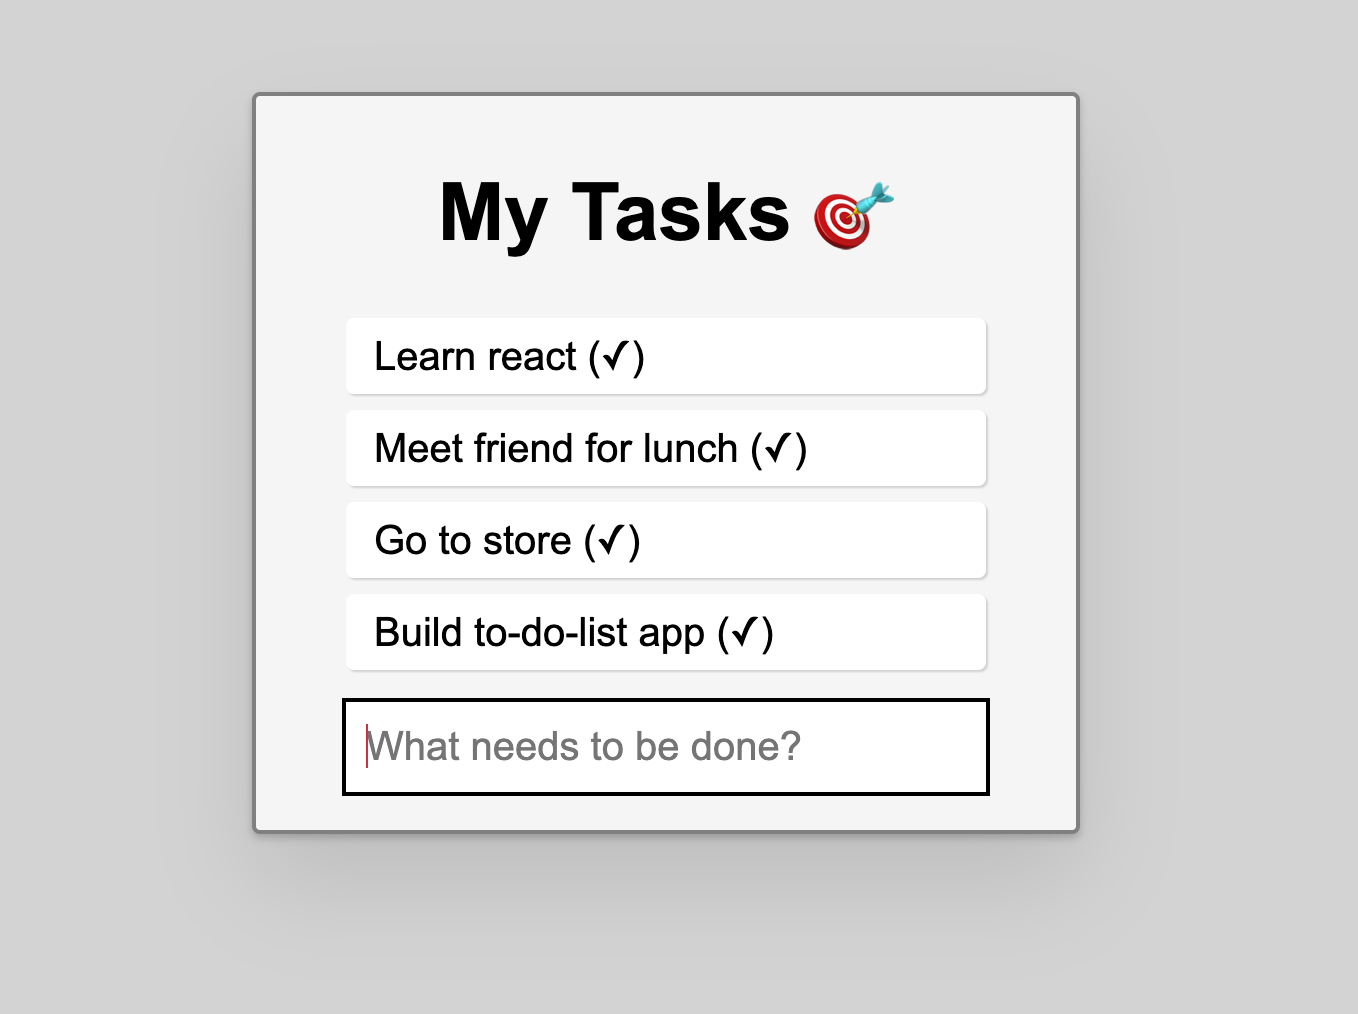 My Tasks 🎯
Learn react (✓)
Meet friend for lunch (✓)
Go to store (✓)
Build to-do-list app (✓)
What needs to be done?